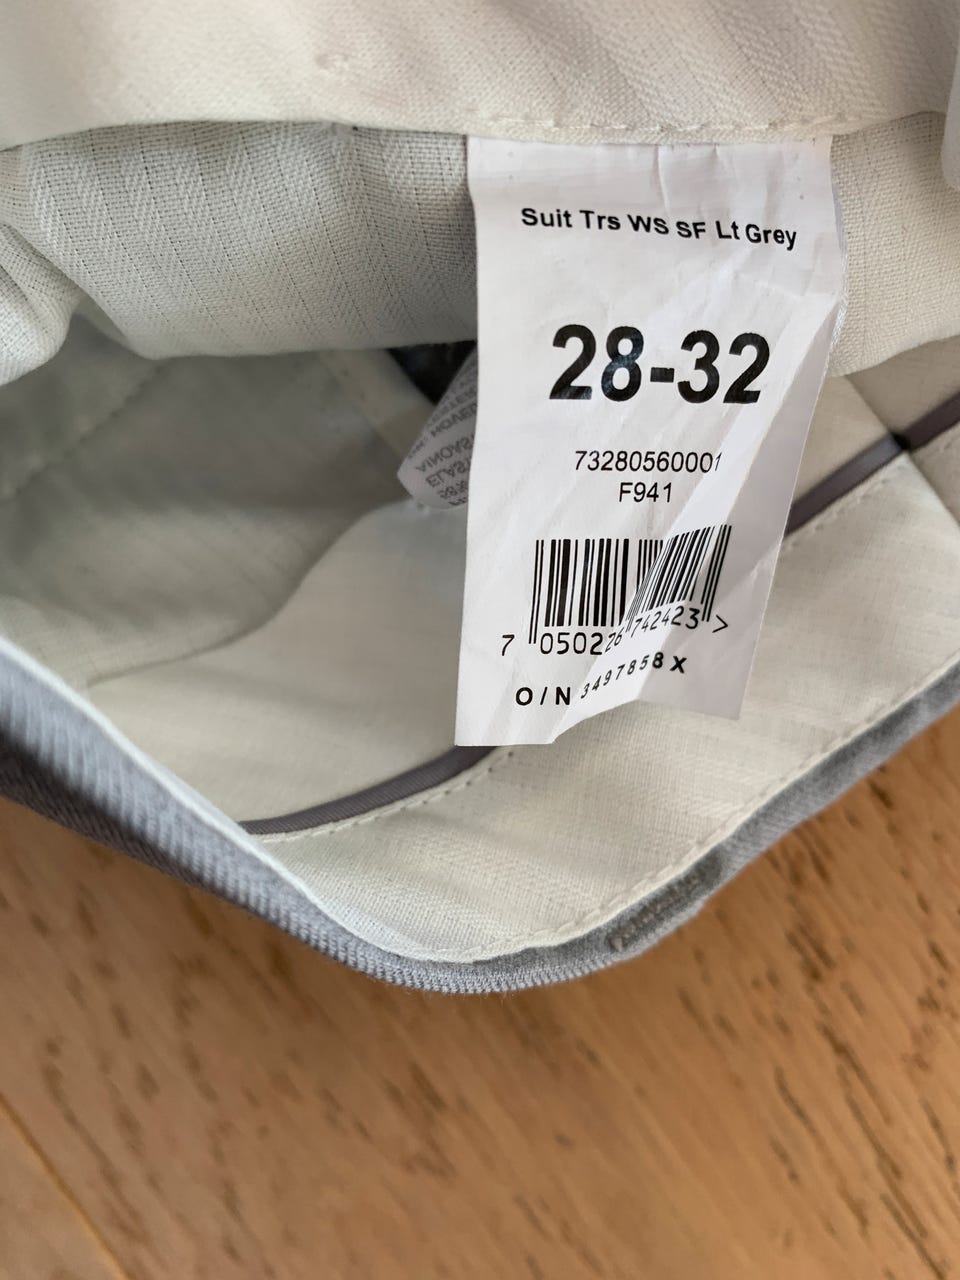 Suit Trs WS SF Lt Grey
28-32
73280560001
F941
7 050226 742423 >
O/N 3497858 X